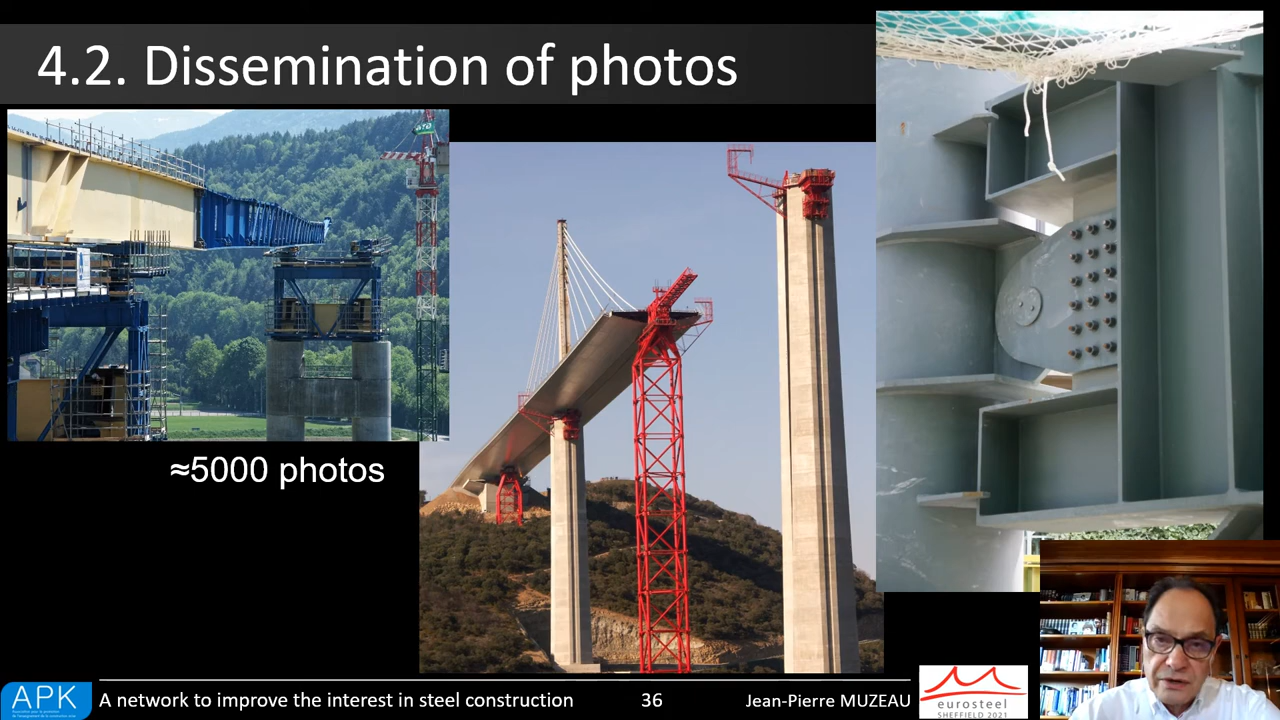 4.2. Dissemination of photos
≈5000 photos
APK
A network to improve the interest in steel construction
36
Jean-Pierre MUZEAU
eurosteel
SHEFFIELD 2021